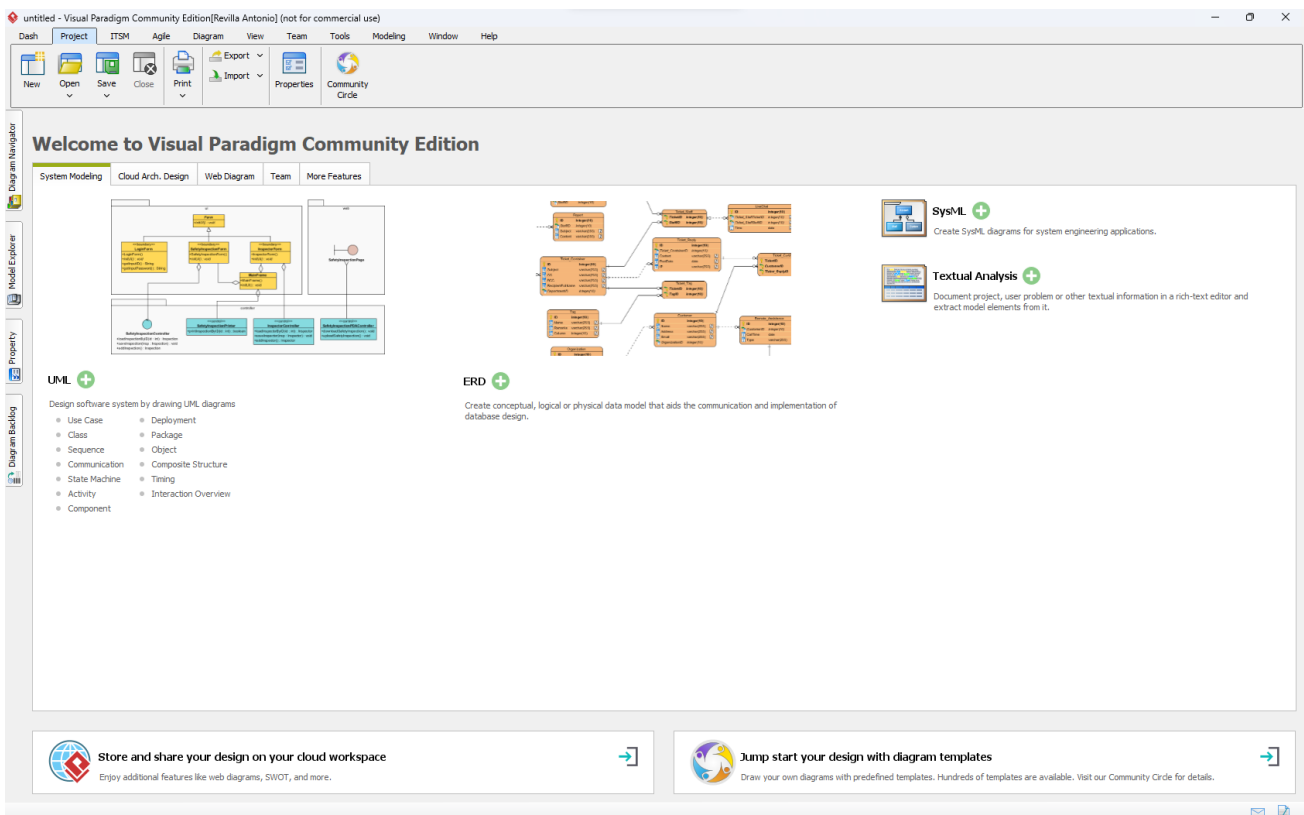 untitled - Visual Paradigm Community Edition[Revilla Antonio] (not for commercial use)
Dash Project ITSM Agile Diagram View Team Tools Modeling Window Help
New Open Save Close Print Export Import Properties Community Circle
Diagram Navigator
Model Explorer
Property
Diagram Backlog
Welcome to Visual Paradigm Community Edition
System Modeling Cloud Arch. Design Web Diagram Team More Features
UML
Design software system by drawing UML diagrams
Use Case Deployment
Class Package
Sequence Object
Communication Composite Structure
State Machine Timing
Activity Interaction Overview
Component
ERD
Create conceptual, logical or physical data model that aids the communication and implementation of
database design.
SysML
Create SysML diagrams for system engineering applications.
Textual Analysis
Document project, user problem or other textual information in a rich-text editor and
extract model elements from it.
Store and share your design on your cloud workspace
Enjoy additional features like web diagrams, SWOT, and more.
Jump start your design with diagram templates
Draw your own diagrams with predefined templates. Hundreds of templates are available. Visit our Community Circle for details.